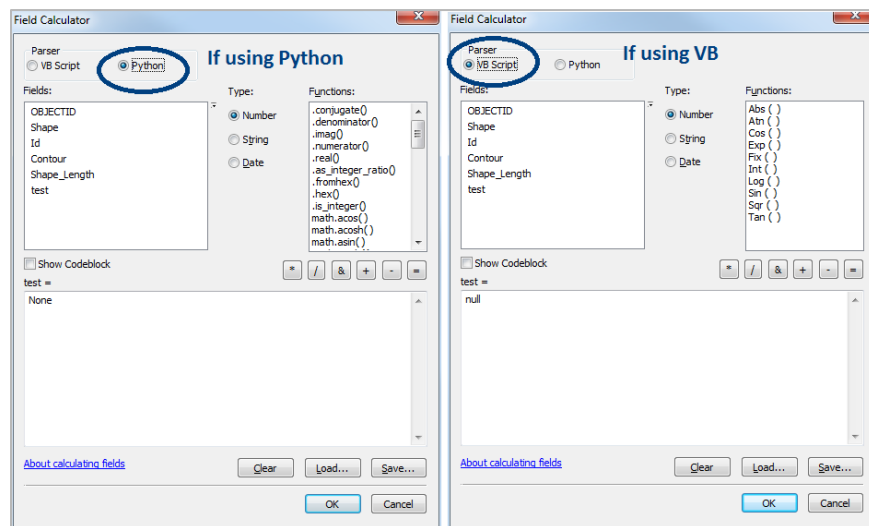 Field Calculator
Parser
VB Script
Python
If using Python
Fields:
OBJECTID
Shape
Id
Contour
Shape_Length
test
Type:
Number
String
Date
Functions:
.conjugate()
.denominator()
.imag()
.numerator()
.real()
.as_integer_ratio()
.fromhex()
.hex()
.is_integer()
math.acos( )
math.acosh( )
math.asin( )
Show Codeblock
* / & + - =
test =
None
About calculating fields
Clear
Load...
Save...
OK
Cancel
Field Calculator
Parser
VB Script
Python
If using VB
Fields:
OBJECTID
Shape
Id
Contour
Shape_Length
test
Type:
Number
String
Date
Functions:
Abs ( )
Atn ( )
Cos ( )
Exp ( )
Fix ( )
Int ( )
Log ( )
Sin ( )
Sqr ( )
Tan ( )
Show Codeblock
* / & + - =
test =
null
About calculating fields
Clear
Load...
Save...
OK
Cancel